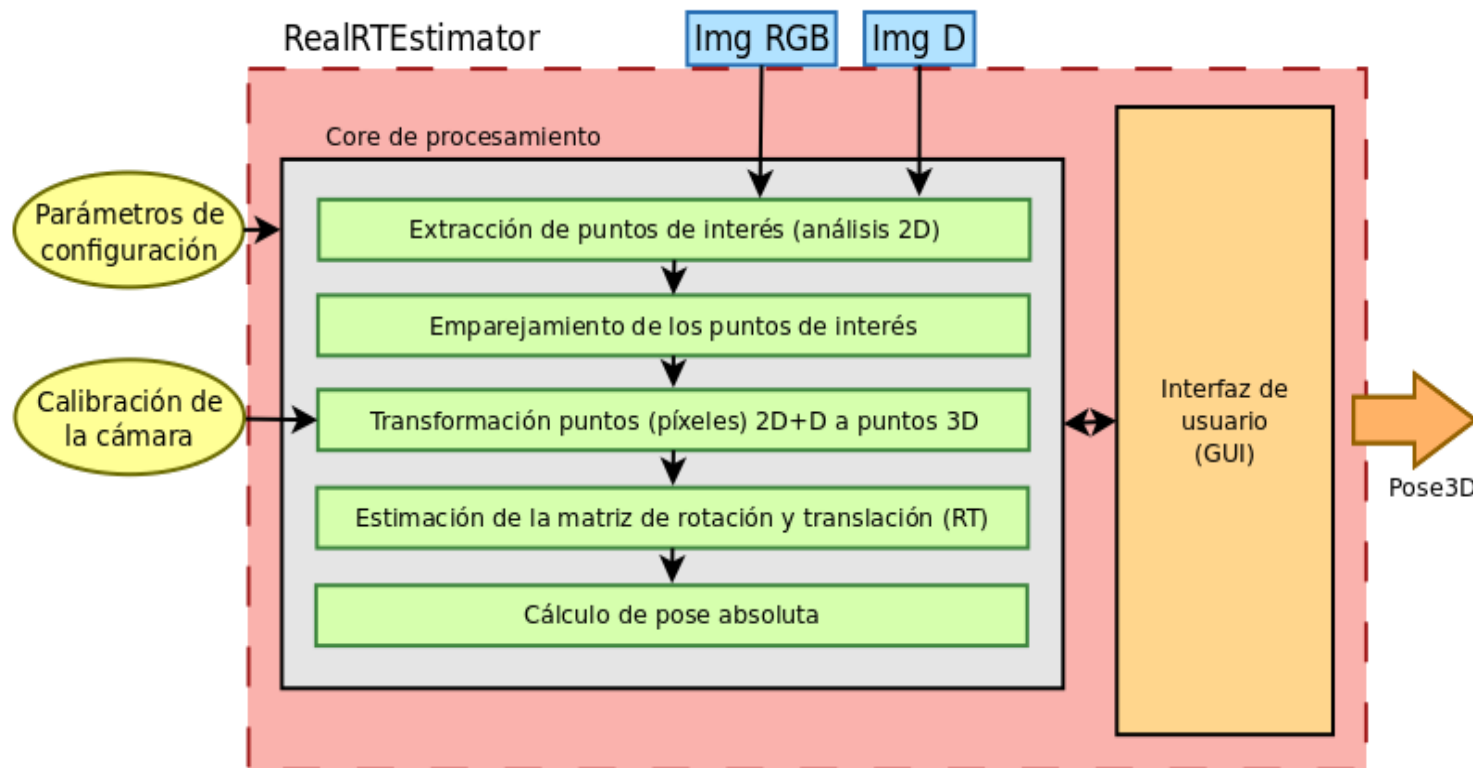 RealRTEstimator
Img RGB
Img D
Core de procesamiento
Parámetros de
configuración
Extracción de puntos de interés (análisis 2D)
Emparejamiento de los puntos de interés
Calibración de
la cámara
Transformación puntos (píxeles) 2D+D a puntos 3D
Estimación de la matriz de rotación y translación (RT)
Cálculo de pose absoluta
Interfaz de
usuario
(GUI)
Pose3D